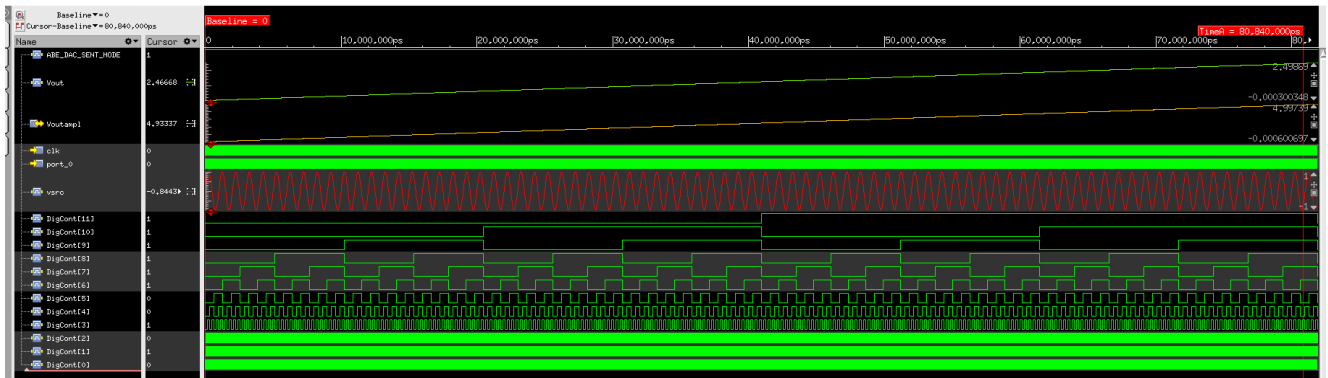 Baseline▼=0
Cursor-Baseline▼=80,840,000ps
Baseline = 0
TimeA = 80,840,000ps
Name
Cursor
0
10,000,000ps
20,000,000ps
30,000,000ps
40,000,000ps
50,000,000ps
60,000,000ps
70,000,000ps
80,
ABE_DAC_SENT_MODE 1
Vout 2.46668
2.49869
-0.000300348
Voutampl 4.93337
4.99739
-0.000600697
clk 0
port_0 0
vsrc -0.8443
1
-1
DigCont[11] 1
DigCont[10] 1
DigCont[9] 1
DigCont[8] 1
DigCont[7] 1
DigCont[6] 1
DigCont[5] 0
DigCont[4] 0
DigCont[3] 1
DigCont[2] 0
DigCont[1] 1
DigCont[0] 0